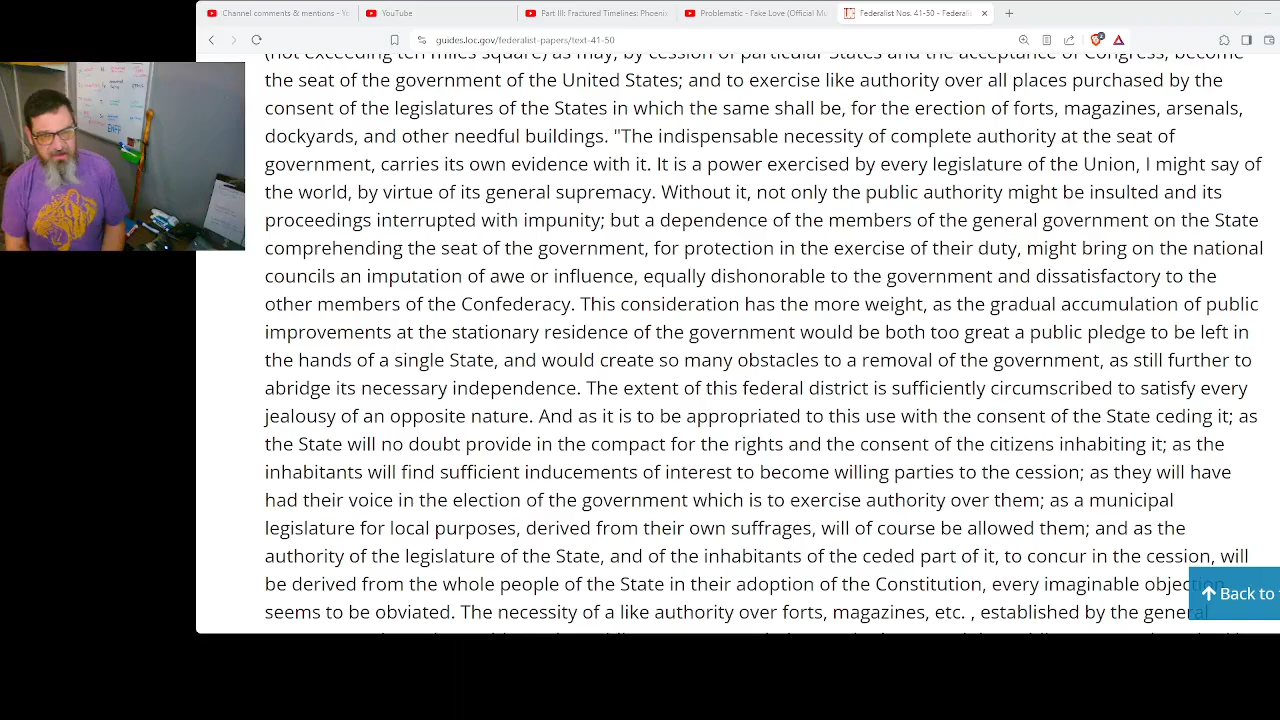 Channel comments & mentions - Yo
YouTube
Part III: Fractured Timelines: Phoenix
Problematic - Fake Love (Official Mu
Federalist Nos. 41-50 - Federali
guides.loc.gov/federalist-papers/text-41-50
the seat of the government of the United States; and to exercise like authority over all places purchased by the
consent of the legislatures of the States in which the same shall be, for the erection of forts, magazines, arsenals,
dockyards, and other needful buildings. "The indispensable necessity of complete authority at the seat of
government, carries its own evidence with it. It is a power exercised by every legislature of the Union, I might say of
the world, by virtue of its general supremacy. Without it, not only the public authority might be insulted and its
proceedings interrupted with impunity; but a dependence of the members of the general government on the State
comprehending the seat of the government, for protection in the exercise of their duty, might bring on the national
councils an imputation of awe or influence, equally dishonorable to the government and dissatisfactory to the
other members of the Confederacy. This consideration has the more weight, as the gradual accumulation of public
improvements at the stationary residence of the government would be both too great a public pledge to be left in
the hands of a single State, and would create so many obstacles to a removal of the government, as still further to
abridge its necessary independence. The extent of this federal district is sufficiently circumscribed to satisfy every
jealousy of an opposite nature. And as it is to be appropriated to this use with the consent of the State ceding it; as
the State will no doubt provide in the compact for the rights and the consent of the citizens inhabiting it; as the
inhabitants will find sufficient inducements of interest to become willing parties to the cession; as they will have
had their voice in the election of the government which is to exercise authority over them; as a municipal
legislature for local purposes, derived from their own suffrages, will of course be allowed them; and as the
authority of the legislature of the State, and of the inhabitants of the ceded part of it, to concur in the cession, will
be derived from the whole people of the State in their adoption of the Constitution, every imaginable objection
seems to be obviated. The necessity of a like authority over forts, magazines, etc. , established by the general
Back to